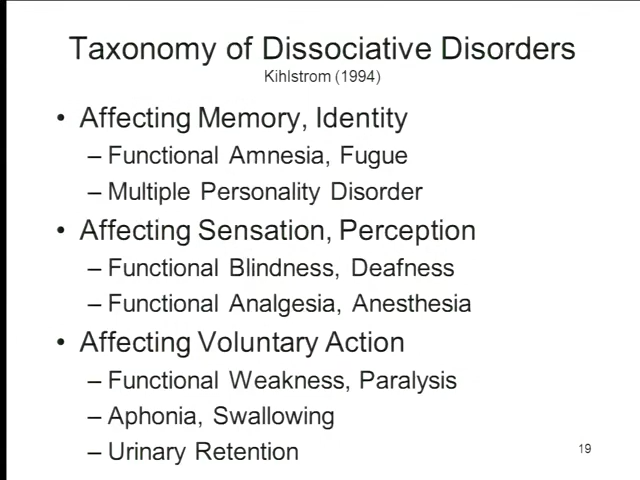 Taxonomy of Dissociative Disorders
Kihlstrom (1994)
• Affecting Memory, Identity
– Functional Amnesia, Fugue
– Multiple Personality Disorder
• Affecting Sensation, Perception
– Functional Blindness, Deafness
– Functional Analgesia, Anesthesia
• Affecting Voluntary Action
– Functional Weakness, Paralysis
– Aphonia, Swallowing
– Urinary Retention
19